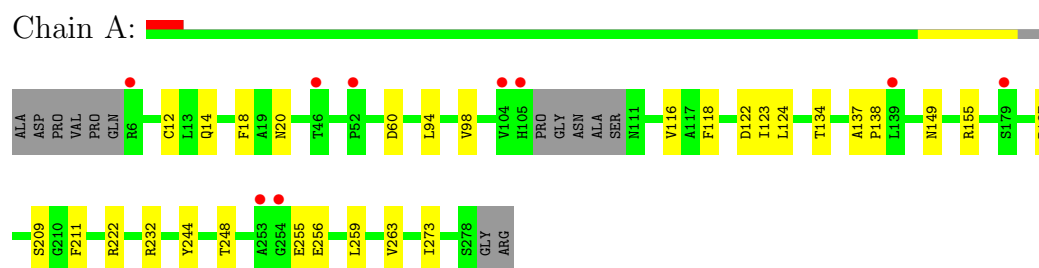 Chain A:
ALA ASP PRO VAL PRO GLN R6 C12 L13 Q14 F18 A19 N20 T46 P52 D60 L94 V98 V104 H105 PRO GLY ASN ALA SER N111 V116 A117 F118 D122 I123 L124 T134 A137 P138 L139 N149 R155 S179
S209 G210 F211 R222 R232 Y244 T248 A253 G254 E255 E256 L259 V263 I273 S278 GLY ARG